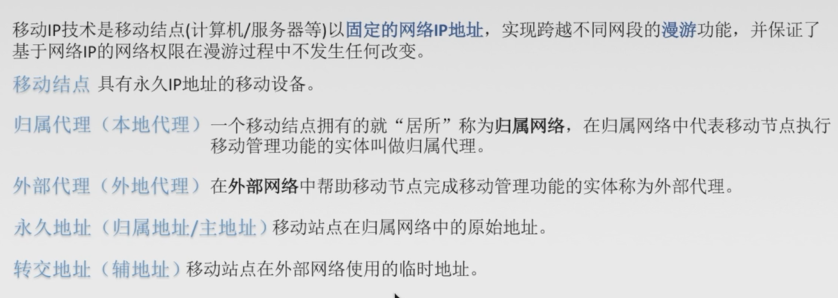 移动IP技术是移动结点(计算机/服务器等)以固定的网络IP地址，实现跨越不同网段的漫游功能，并保证了
基于网络IP的网络权限在漫游过程中不发生任何改变。
移动结点 具有永久IP地址的移动设备。
归属代理（本地代理） 一个移动结点拥有的就“居所”称为归属网络，在归属网络中代表移动节点执行
移动管理功能的实体叫做归属代理。
外部代理（外地代理） 在外部网络中帮助移动节点完成移动管理功能的实体称为外部代理。
永久地址（归属地址/主地址） 移动站点在归属网络中的原始地址。
转交地址（辅地址） 移动站点在外部网络使用的临时地址。